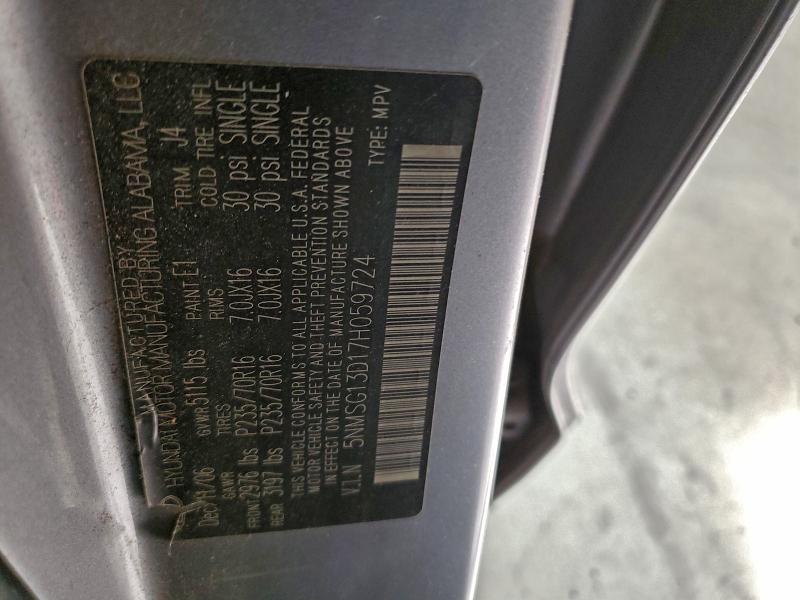 MANUFACTURED BY
HYUNDAI MOTOR MANUFACTURING ALABAMA, LLC
Dec/11/06 GVWR 5115 lbs PAINT E1 TRIM J4
GAWR TIRES RIMS COLD TIRE INFL
FRON 2976 lbs P235/70R16 7.0JX16 30 psi SINGLE
REAR 3197 lbs P235/70R16 7.0JX16 30 psi SINGLE
THIS VEHICLE CONFORMS TO ALL APPLICABLE U.S.A. FEDERAL
MOTOR VEHICLE SAFETY AND THEFT PREVENTION STANDARDS
IN EFFECT ON THE DATE OF MANUFACTURE SHOWN ABOVE
V.I.N 5NMSG13D17H059724 TYPE: MPV